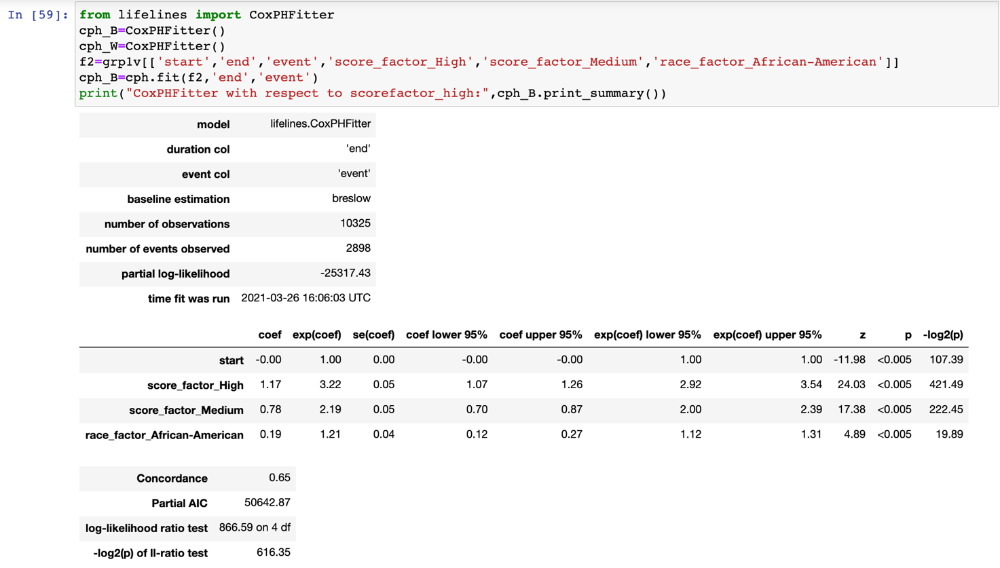 In [59]: from lifelines import CoxPHFitter
cph_B=CoxPHFitter()
cph_W=CoxPHFitter()
f2=grp1v[['start','end','event','score_factor_High','score_factor_Medium','race_factor_African-American']]
cph_B=cph.fit(f2,'end','event')
print("CoxPHFitter with respect to scorefactor_high:",cph_B.print_summary())
model lifelines.CoxPHFitter
duration col 'end'
event col 'event'
baseline estimation breslow
number of observations 10325
number of events observed 2898
partial log-likelihood -25317.43
time fit was run 2021-03-26 16:06:03 UTC
coef exp(coef) se(coef) coef lower 95% coef upper 95% exp(coef) lower 95% exp(coef) upper 95% z p -log2(p)
start -0.00 1.00 0.00 -0.00 -0.00 1.00 1.00 -11.98 <0.005 107.39
score_factor_High 1.17 3.22 0.05 1.07 1.26 2.92 3.54 24.03 <0.005 421.49
score_factor_Medium 0.78 2.19 0.05 0.70 0.87 2.00 2.39 17.38 <0.005 222.45
race_factor_African-American 0.19 1.21 0.04 0.12 0.27 1.12 1.31 4.89 <0.005 19.89
Concordance 0.65
Partial AIC 50642.87
log-likelihood ratio test 866.59 on 4 df
-log2(p) of ll-ratio test 616.35